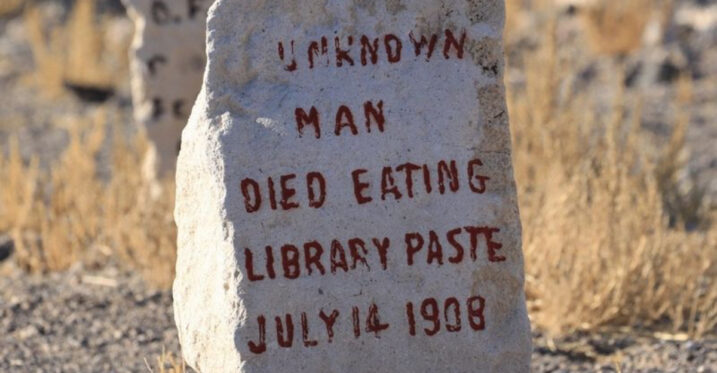 UNKNOWN
MAN
DIED EATING
LIBRARY PASTE
JULY 14 1908